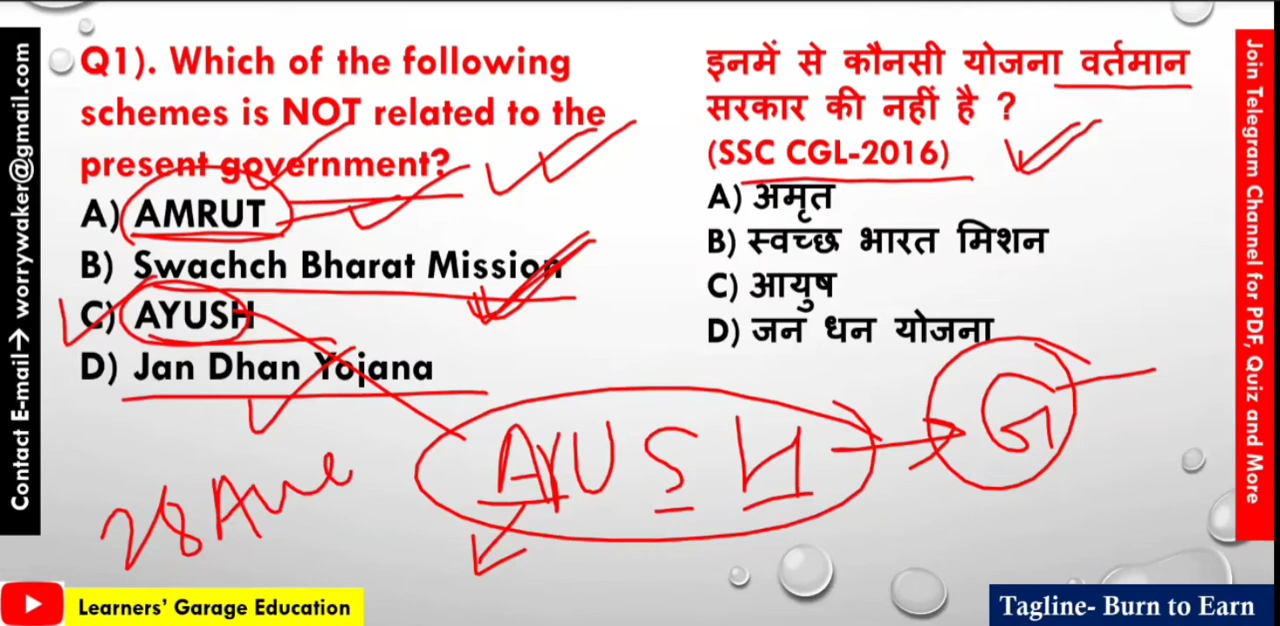 Contact E-mail→ worrywaker@gmail.com
Q1). Which of the following
schemes is NOT related to the
present government?
A) AMRUT
B) Swachch Bharat Mission
C) AYUSH
D) Jan Dhan Yojana
इनमें से कौनसी योजना वर्तमान
सरकार की नहीं है ?
(SSC CGL-2016)
A) अमृत
B) स्वच्छ भारत मिशन
C) आयुष
D) जन धन योजना
AYUSH
G
28
Join Telegram Channel for PDF, Quiz and More
Learners’ Garage Education
Tagline- Burn to Earn